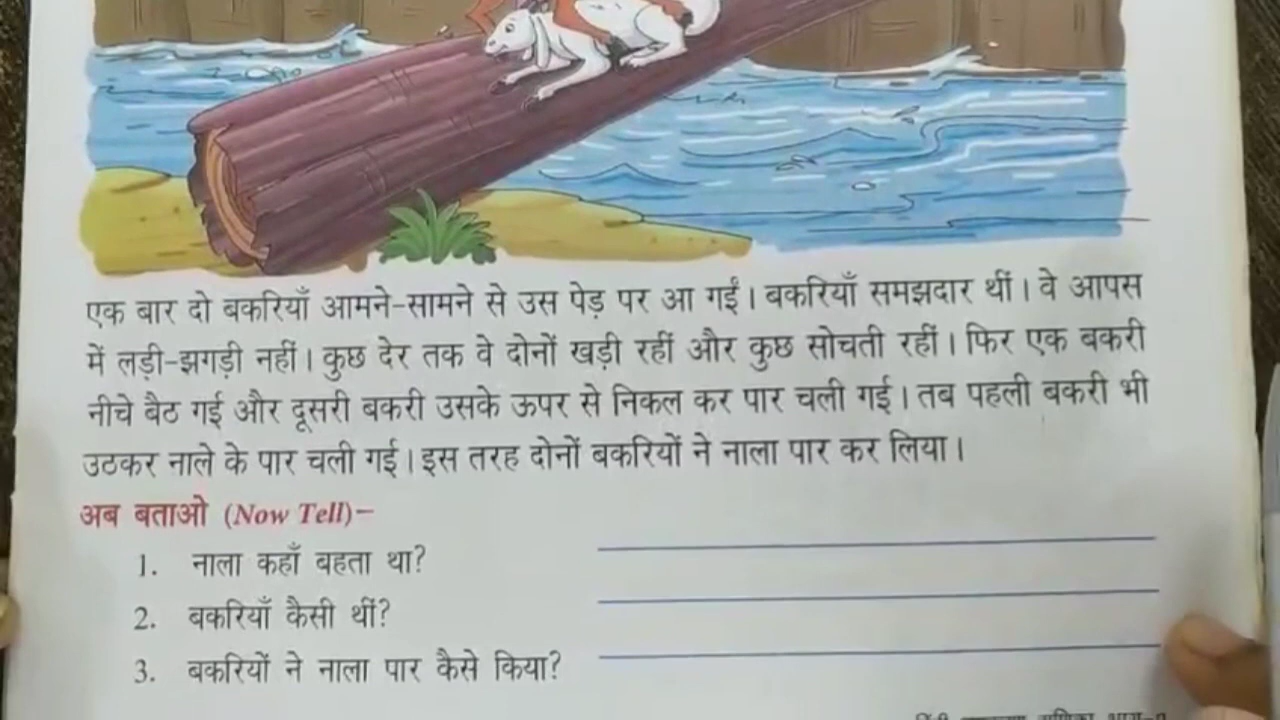 एक बार दो बकरियाँ आमने-सामने से उस पेड़ पर आ गईं। बकरियाँ समझदार थीं। वे आपस
में लड़ी-झगड़ी नहीं। कुछ देर तक वे दोनों खड़ी रहीं और कुछ सोचती रहीं। फिर एक बकरी
नीचे बैठ गई और दूसरी बकरी उसके ऊपर से निकल कर पार चली गई। तब पहली बकरी भी
उठकर नाले के पार चली गई। इस तरह दोनों बकरियों ने नाला पार कर लिया।
अब बताओ (Now Tell)–
1. नाला कहाँ बहता था?
2. बकरियाँ कैसी थीं?
3. बकरियों ने नाला पार कैसे किया?